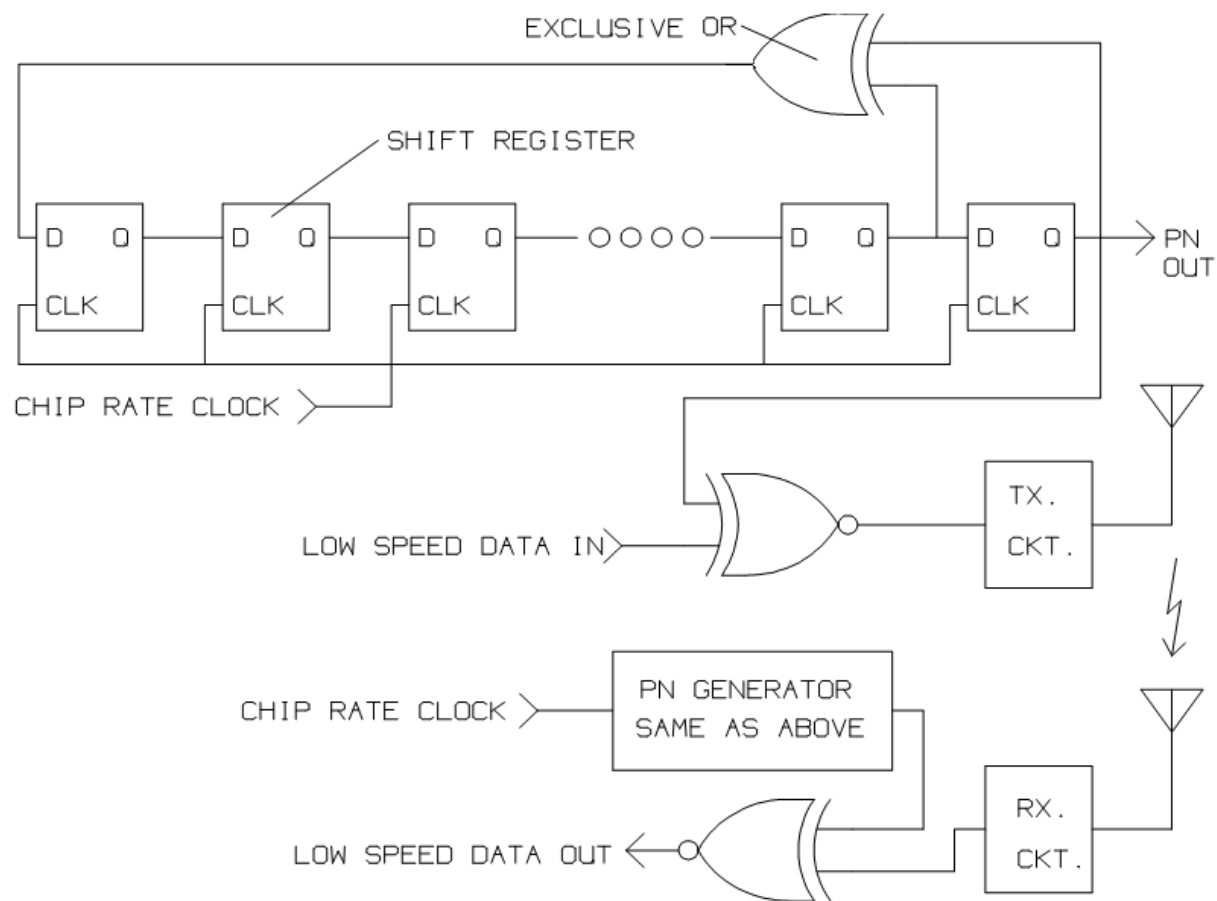 EXCLUSIVE OR
SHIFT REGISTER
D Q
D Q
D Q
D Q
D Q
PN
OUT
CLK
CLK
CLK
CLK
CLK
CHIP RATE CLOCK
TX.
CKT.
LOW SPEED DATA IN
CHIP RATE CLOCK
PN GENERATOR
SAME AS ABOVE
RX.
CKT.
LOW SPEED DATA OUT